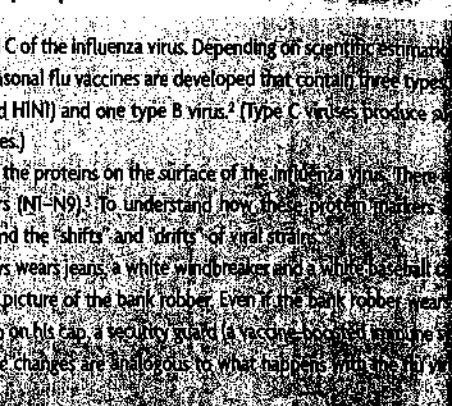 C of the influenza virus. Depending on scientific
sonal flu vaccines are developed that contain three types
d H1N1) and one type B virus.² (Type C viruses produce
es.)
the proteins on the surface of the influenza virus. There
rs (N1–N9).³ To understand how these protein markers
nd the "shifts" and "drifts" of viral strains,
rs wears jeans, a white windbreaker and a white baseball
picture of the bank robber. Even if the bank robber wears
on his cap, a security guard (a vaccine-boosted immune
e changes are analogous to what happens with the flu